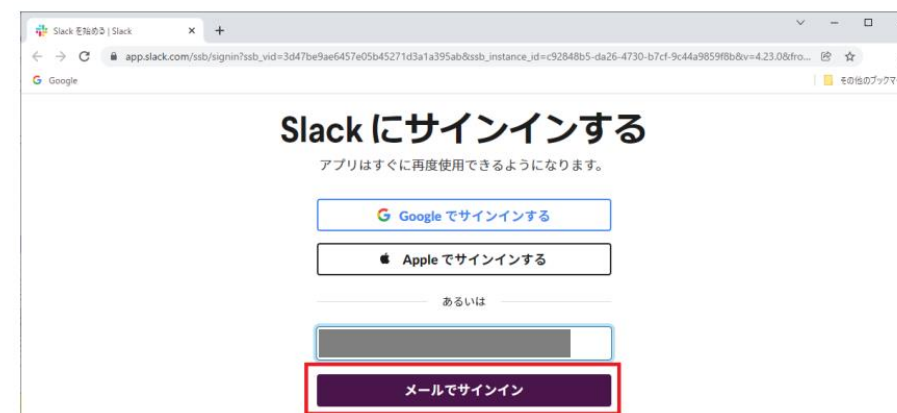 Slack を始める | Slack
app.slack.com/ssb/signin?ssb_vid=3d47be9ae6457e05b45271d3a1a395ab&ssb_instance_id=c92848b5-da26-4730-b7cf-9c44a9859f6b&v=4.23.0&fro...
Google
その他のブックマ
Slack にサインインする
アプリはすぐに再度使用できるようになります。
Google でサインインする
Apple でサインインする
あるいは
メールでサインイン